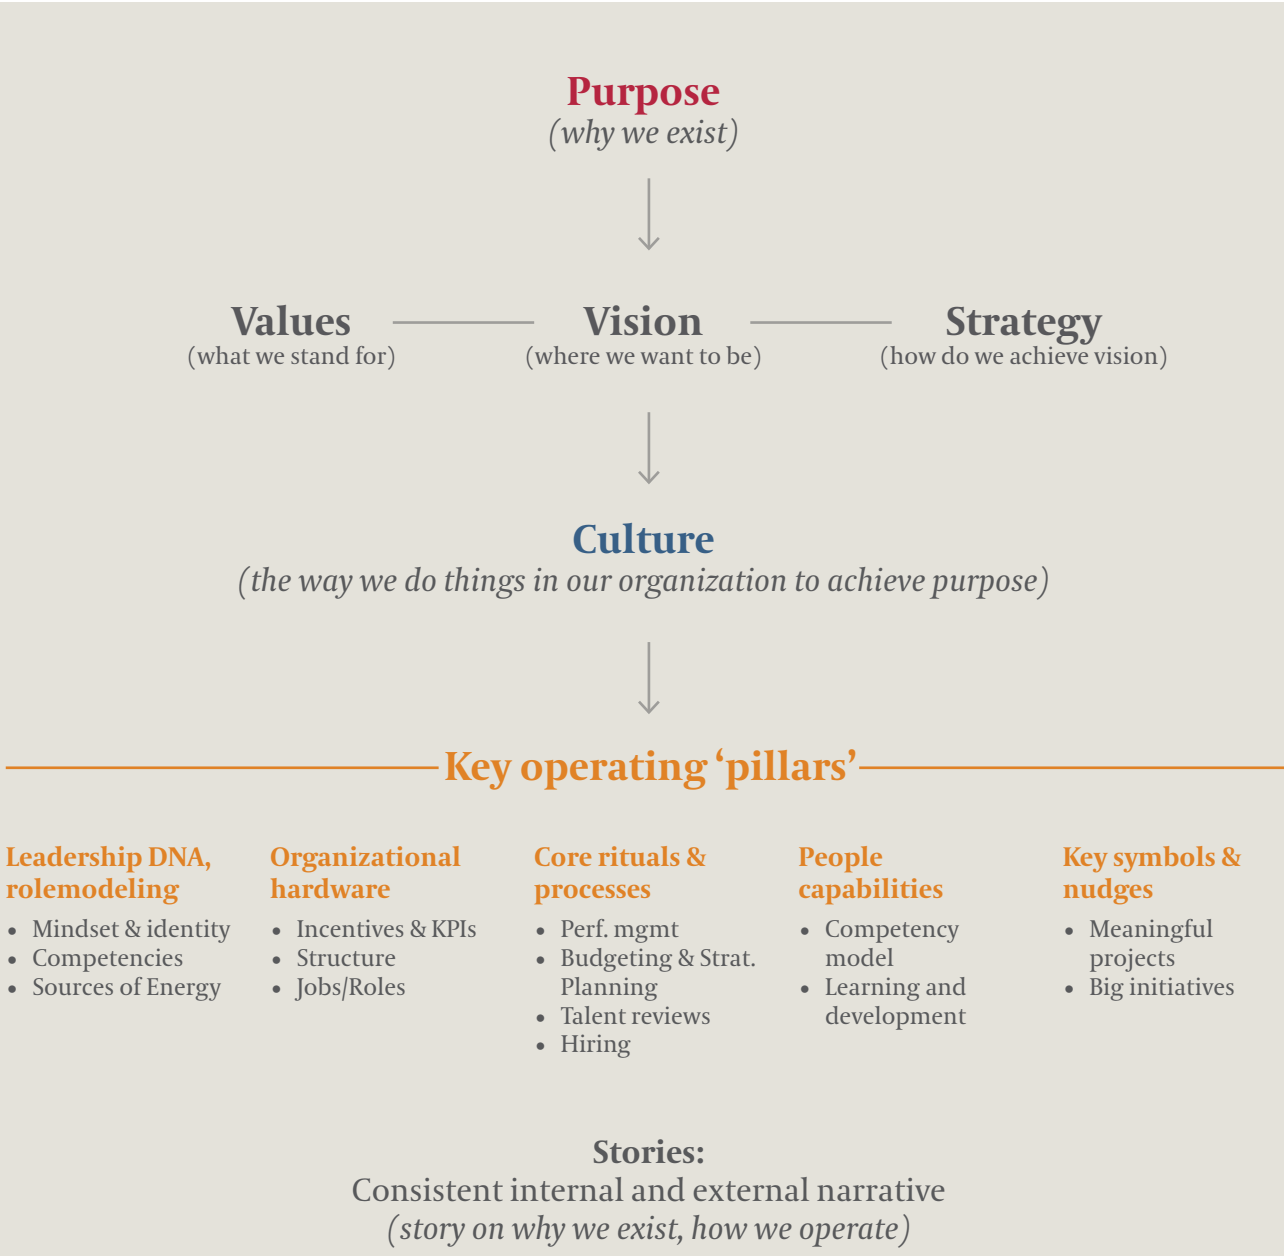 Purpose
(why we exist)
Values
Vision
Strategy
(what we stand for)
(where we want to be)
(how do we achieve vision)
Culture
(the way we do things in our organization to achieve purpose)
Key operating ‘pillars’
Leadership DNA,
rolemodeling
• Mindset & identity
• Competencies
• Sources of Energy
Organizational
hardware
• Incentives & KPIs
• Structure
• Jobs/Roles
Core rituals &
processes
• Perf. mgmt
• Budgeting & Strat.
Planning
• Talent reviews
• Hiring
People
capabilities
• Competency
model
• Learning and
development
Key symbols &
nudges
• Meaningful
projects
• Big initiatives
Stories:
Consistent internal and external narrative
(story on why we exist, how we operate)